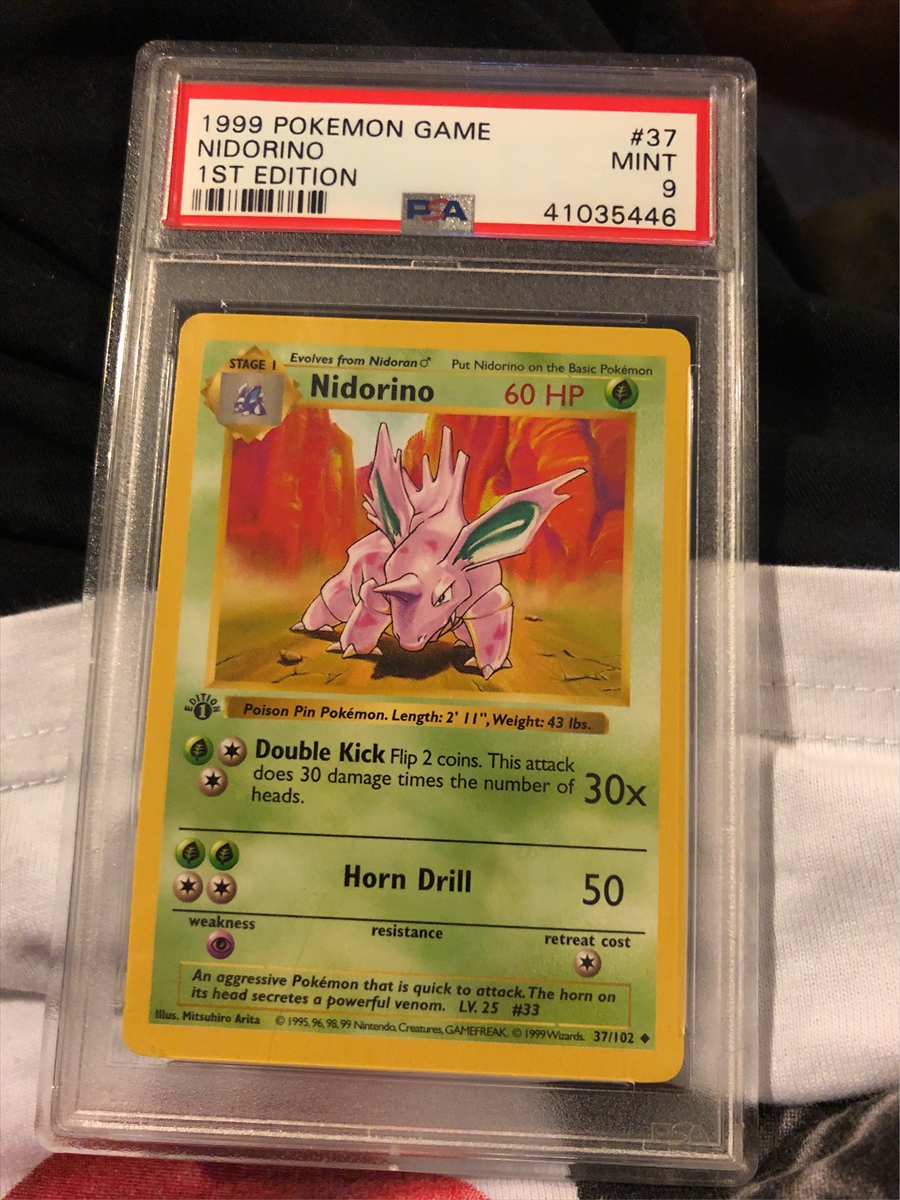 1999 POKEMON GAME #37
NIDORINO MINT
1ST EDITION 9
PSA 41035446
STAGE 1 Evolves from Nidoran♂ Put Nidorino on the Basic Pokémon
Nidorino 60 HP
EDITION 1
Poison Pin Pokémon. Length: 2' 11", Weight: 43 lbs.
Double Kick Flip 2 coins. This attack
does 30 damage times the number of 30x
heads.
Horn Drill 50
weakness resistance retreat cost
An aggressive Pokémon that is quick to attack. The horn on
its head secretes a powerful venom. LV. 25 #33
Illus. Mitsuhiro Arita © 1995, 96, 98, 99 Nintendo, Creatures, GAMEFREAK. © 1999 Wizards. 37/102 ◆
PSA